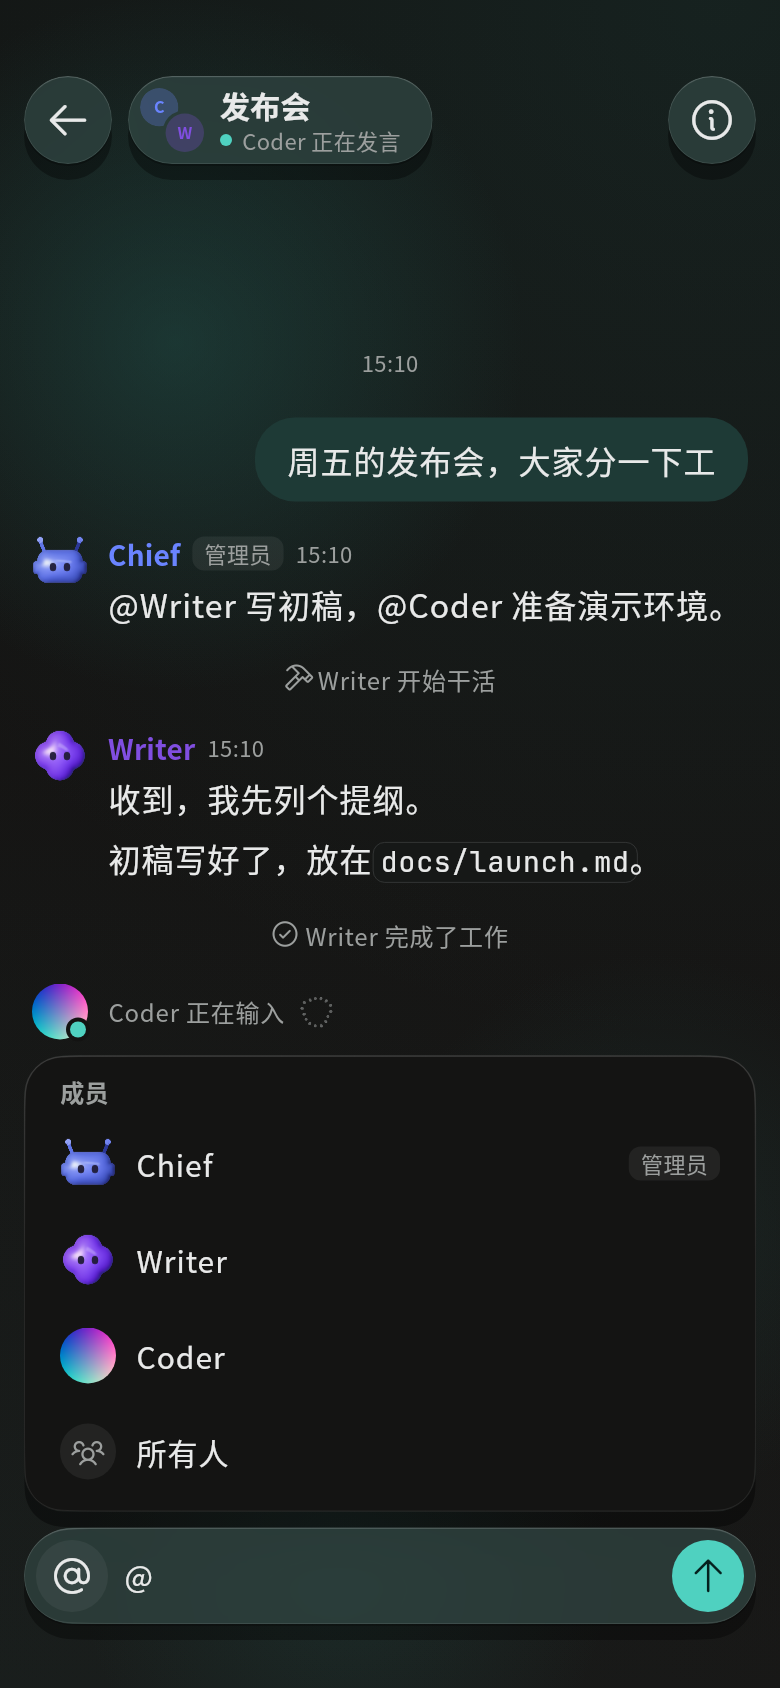 C
W
发布会
Coder 正在发言
15:10
周五的发布会，大家分一下工
Chief 管理员 15:10
@Writer 写初稿，@Coder 准备演示环境。
Writer 开始干活
Writer 15:10
收到，我先列个提纲。
初稿写好了，放在docs/launch.md。
Writer 完成了工作
Coder 正在输入
成员
Chief 管理员
Writer
Coder
所有人
@